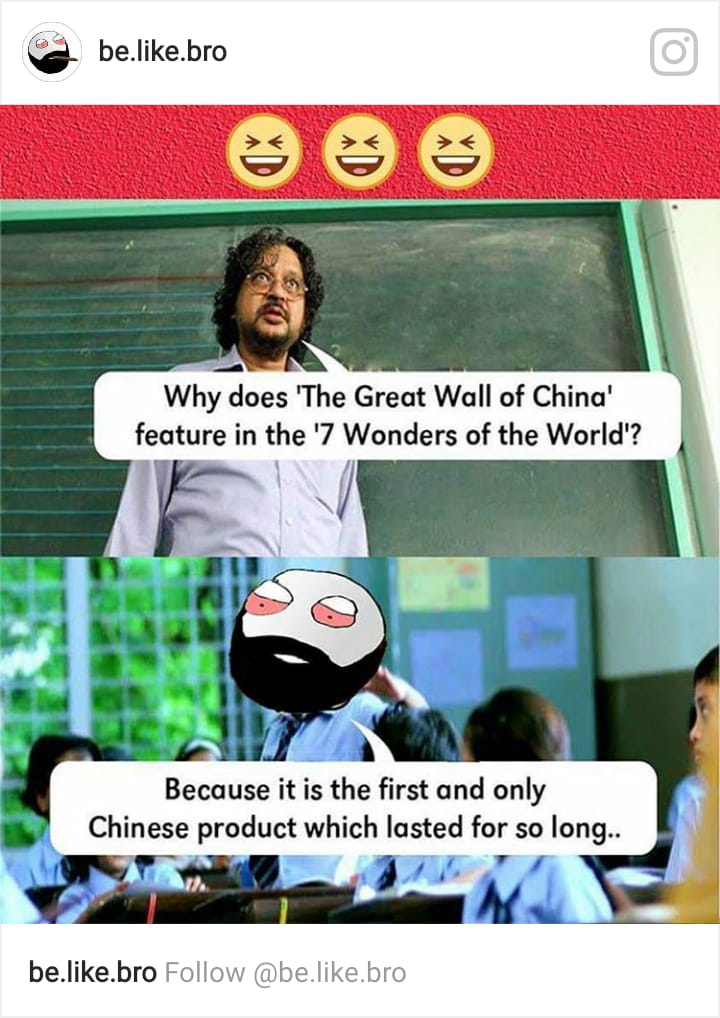 be.like.bro
Why does 'The Great Wall of China'
feature in the '7 Wonders of the World'?
Because it is the first and only
Chinese product which lasted for so long..
be.like.bro Follow @be.like.bro